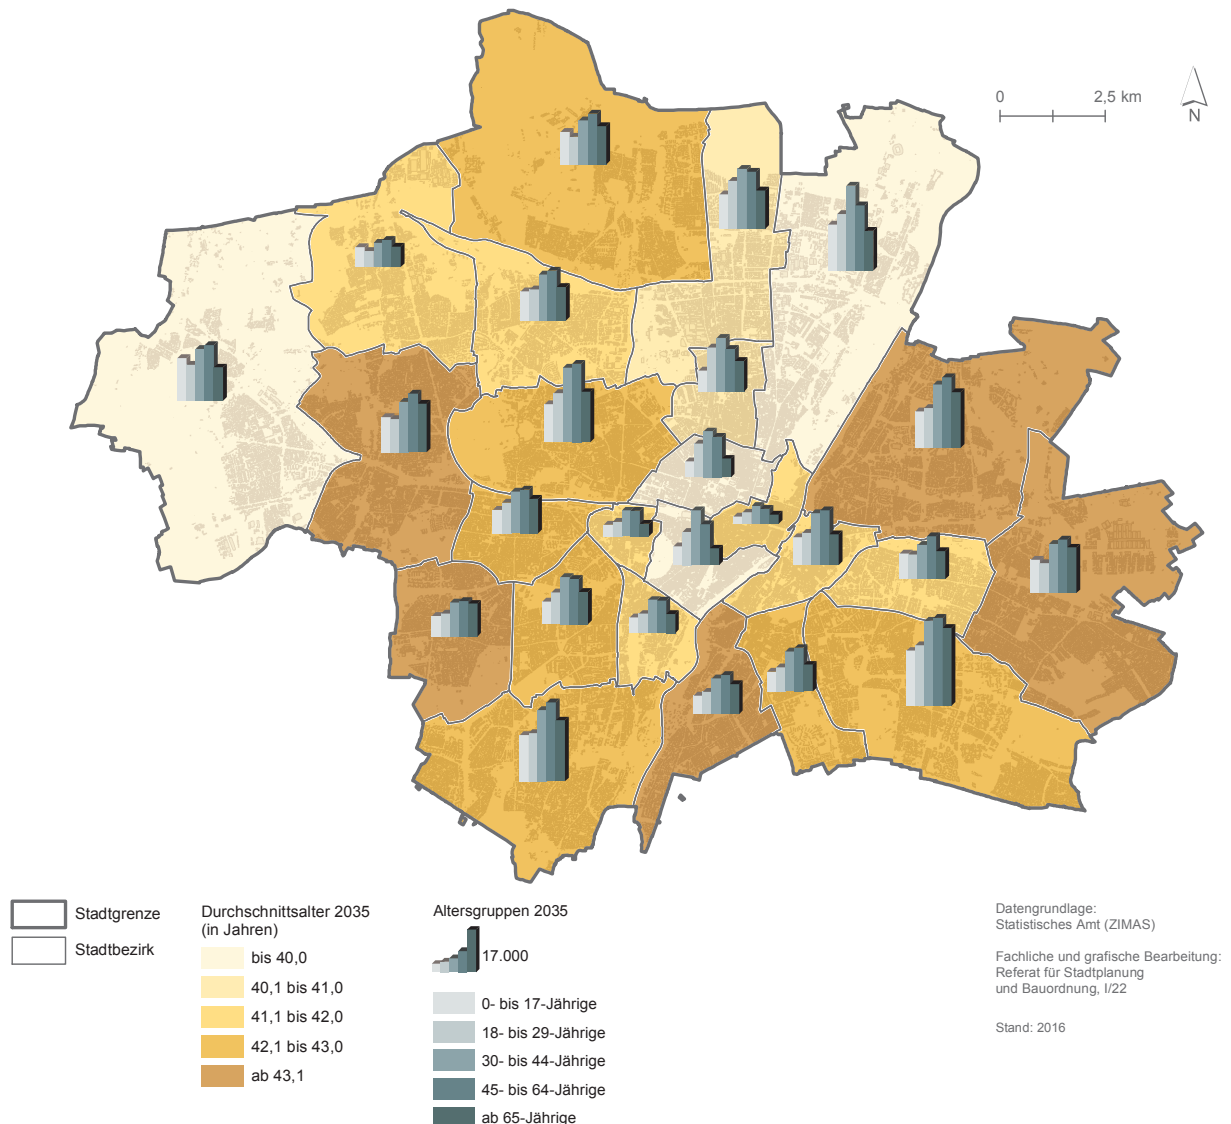 0 2,5 km
N
Stadtgrenze
Stadtbezirk
Durchschnittsalter 2035
(in Jahren)
bis 40,0
40,1 bis 41,0
41,1 bis 42,0
42,1 bis 43,0
ab 43,1
Altersgruppen 2035
17.000
0- bis 17-Jährige
18- bis 29-Jährige
30- bis 44-Jährige
45- bis 64-Jährige
ab 65-Jährige
Datengrundlage:
Statistisches Amt (ZIMAS)
Fachliche und grafische Bearbeitung:
Referat für Stadtplanung
und Bauordnung, I/22
Stand: 2016